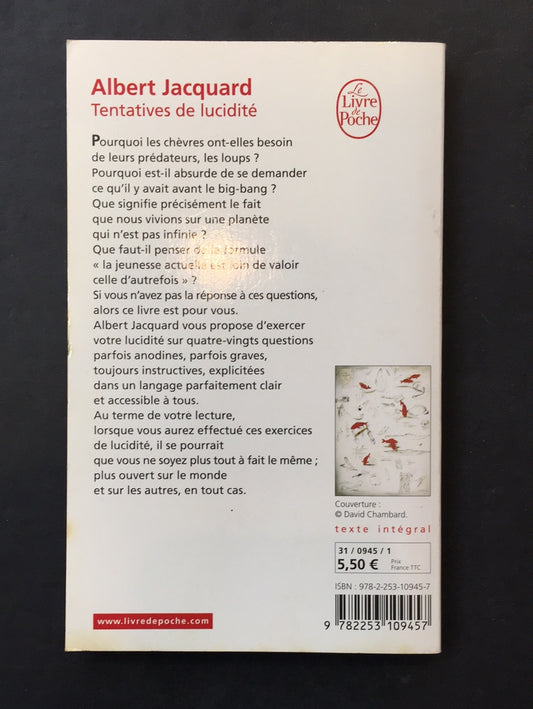 Albert Jacquard
Tentatives de lucidité
Le
Livre
de
Poche
Pourquoi les chèvres ont-elles besoin
de leurs prédateurs, les loups ?
Pourquoi est-il absurde de se demander
ce qu'il y avait avant le big-bang ?
Que signifie précisément le fait
que nous vivions sur une planète
qui n'est pas infinie ?
Que faut-il penser de la formule
« la jeunesse actuelle est loin de valoir
celle d'autrefois » ?
Si vous n'avez pas la réponse à ces questions,
alors ce livre est pour vous.
Albert Jacquard vous propose d'exercer
votre lucidité sur quatre-vingts questions
parfois anodines, parfois graves,
toujours instructives, explicitées
dans un langage parfaitement clair
et accessible à tous.
Au terme de votre lecture,
lorsque vous aurez effectué ces exercices
de lucidité, il se pourrait
que vous ne soyez plus tout à fait le même ;
plus ouvert sur le monde
et sur les autres, en tout cas.
Couverture :
© David Chambard.
texte intégral
31 / 0945 / 1
5,50 € Prix
France TTC
ISBN : 978-2-253-10945-7
www.livredepoche.com
9 782253 109457